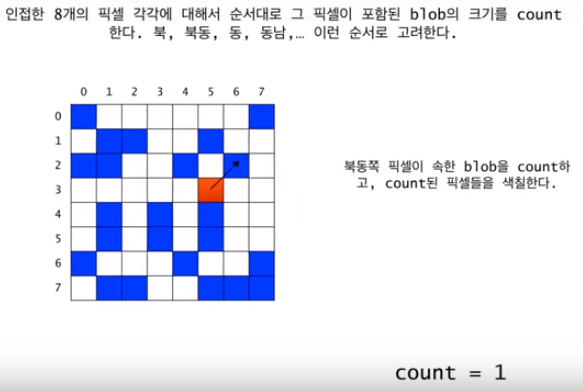 인접한 8개의 픽셀 각각에 대해서 순서대로 그 픽셀이 포함된 blob의 크기를 count
한다. 북, 북동, 동, 동남,… 이런 순서로 고려한다.
0 1 2 3 4 5 6 7
0
1
2
3
4
5
6
7
북동쪽 픽셀이 속한 blob을 count하
고, count된 픽셀들을 색칠한다.
count = 1